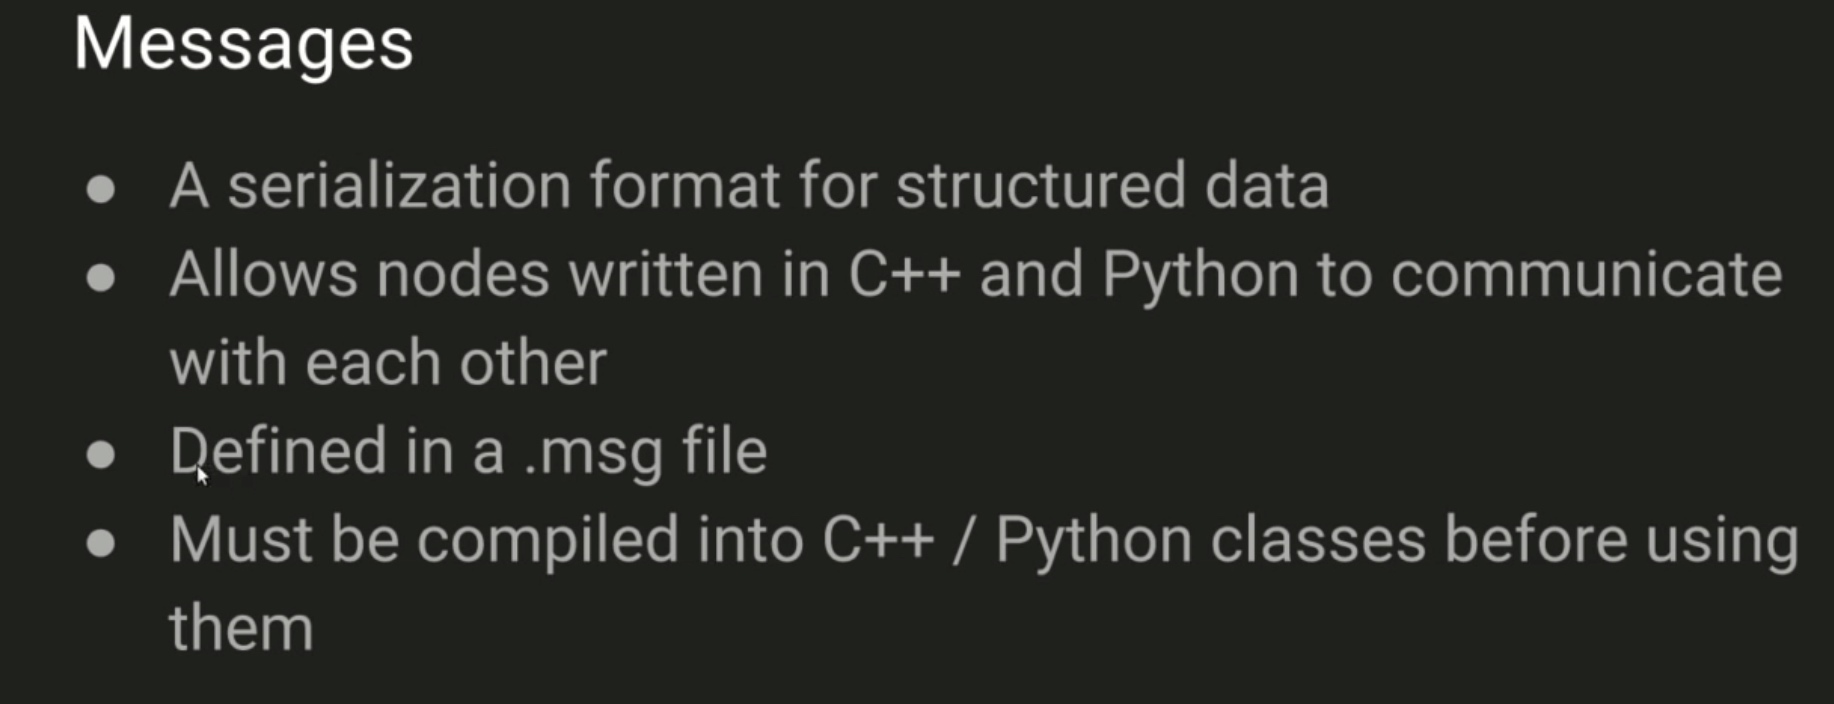 Messages
● A serialization format for structured data
● Allows nodes written in C++ and Python to communicate
with each other
● Defined in a .msg file
● Must be compiled into C++ / Python classes before using
them